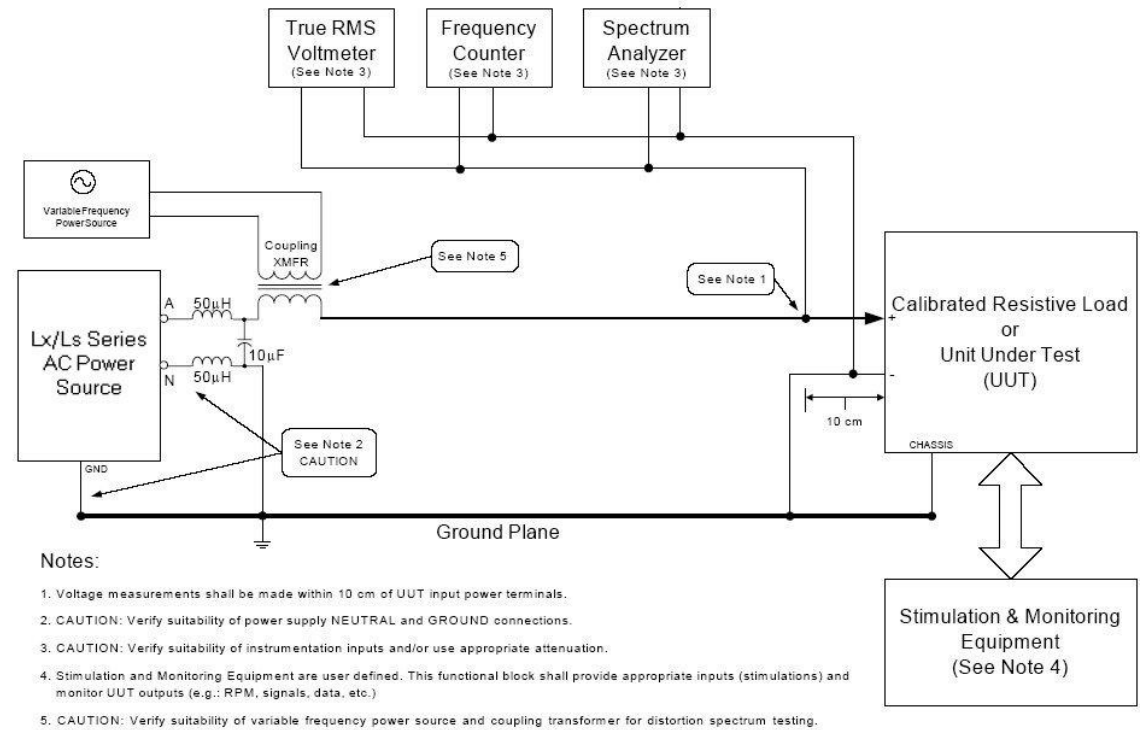 True RMS
Voltmeter
(See Note 3)
Frequency
Counter
(See Note 3)
Spectrum
Analyzer
(See Note 3)
Variable Frequency
Power Source
Coupling
XMFR
See Note 5
See Note 1
Lx/Ls Series
AC Power
Source
A
50µH
10µF
N
50µH
GND
See Note 2
CAUTION
+
Calibrated Resistive Load
or
Unit Under Test
(UUT)
-
10 cm
CHASSIS
Ground Plane
Stimulation & Monitoring
Equipment
(See Note 4)
Notes:
1. Voltage measurements shall be made within 10 cm of UUT input power terminals.
2. CAUTION: Verify suitability of power supply NEUTRAL and GROUND connections.
3. CAUTION: Verify suitability of instrumentation inputs and/or use appropriate attenuation.
4. Stimulation and Monitoring Equipment are user defined. This functional block shall provide appropriate inputs (stimulations) and
monitor UUT outputs (e.g.: RPM, signals, data, etc.)
5. CAUTION: Verify suitability of variable frequency power source and coupling transformer for distortion spectrum testing.